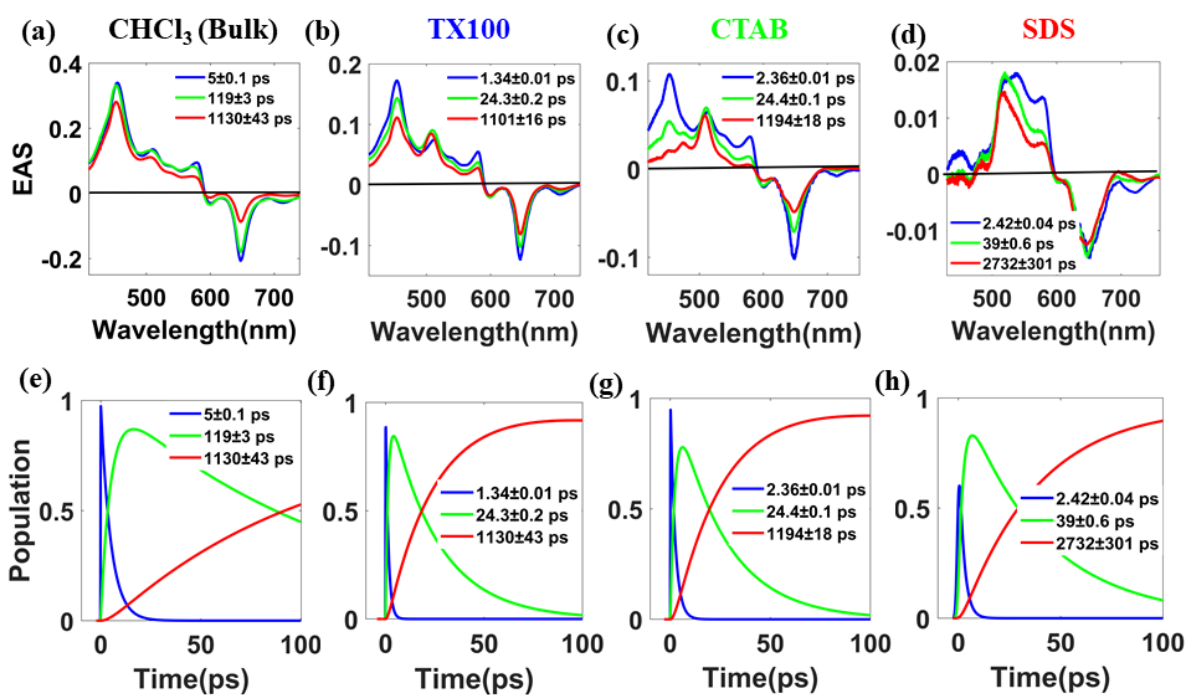 (a) CHCl3 (Bulk)
(b) TX100
(c) CTAB
(d) SDS
EAS
0.4
0.2
0
-0.2
5±0.1 ps
119±3 ps
1130±43 ps
500 600 700
Wavelength(nm)
0.2
0.1
0
-0.1
1.34±0.01 ps
24.3±0.2 ps
1101±16 ps
500 600 700
Wavelength(nm)
0.1
0
-0.1
2.36±0.01 ps
24.4±0.1 ps
1194±18 ps
500 600 700
Wavelength(nm)
0.02
0.01
0
-0.01
2.42±0.04 ps
39±0.6 ps
2732±301 ps
500 600 700
Wavelength(nm)
(e)
Population
1
0.5
0
5±0.1 ps
119±3 ps
1130±43 ps
0 50 100
Time(ps)
(f)
1
0.5
0
1.34±0.01 ps
24.3±0.2 ps
1130±43 ps
0 50 100
Time(ps)
(g)
1
0.5
0
2.36±0.01 ps
24.4±0.1 ps
1194±18 ps
0 50 100
Time(ps)
(h)
1
0.5
0
2.42±0.04 ps
39±0.6 ps
2732±301 ps
0 50 100
Time(ps)